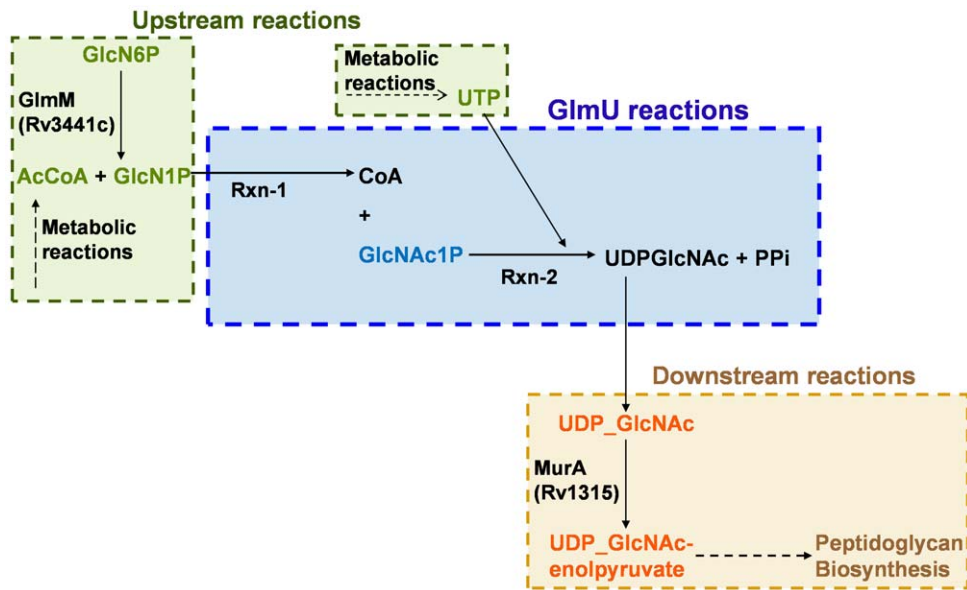 Upstream reactions
GlcN6P
GlmM
(Rv3441c)
AcCoA + GlcN1P
Metabolic
reactions
Metabolic
reactions
UTP
GlmU reactions
Rxn-1
CoA
+
GlcNAc1P
Rxn-2
UDPGlcNAc + PPi
Downstream reactions
UDP_GlcNAc
MurA
(Rv1315)
UDP_GlcNAc-
enolpyruvate
Peptidoglycan
Biosynthesis